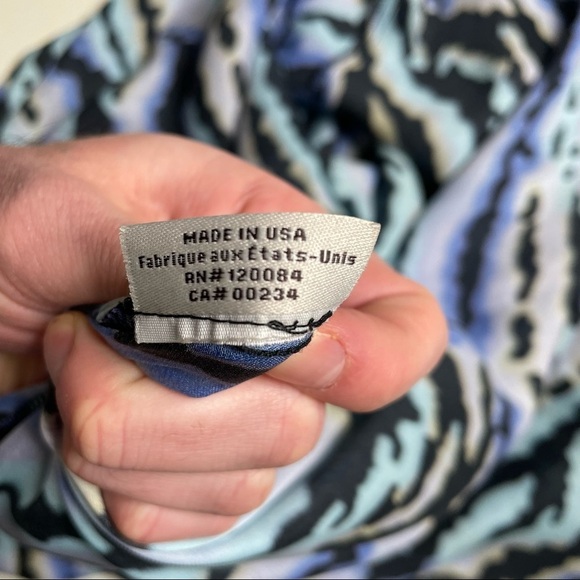 MADE IN USA
Fabrique aux États-Unis
RN# 120084
CA# 00234